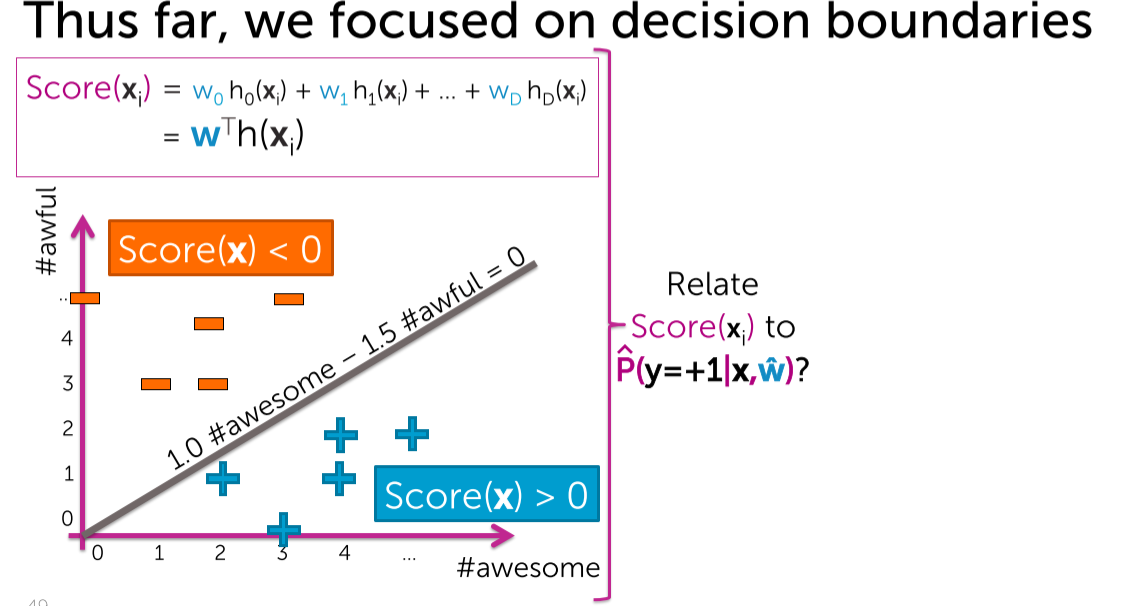 Thus far, we focused on decision boundaries
Score(xᵢ) = w₀ h₀(xᵢ) + w₁ h₁(xᵢ) + ... + w_D h_D(xᵢ)
= wᵀh(xᵢ)
#awful
Score(x) < 0
1.0 #awesome – 1.5 #awful = 0
...
4
3
2
1
0
Score(x) > 0
0 1 2 3 4 ...
#awesome
Relate
Score(xᵢ) to
P̂(y=+1|x,ŵ)?